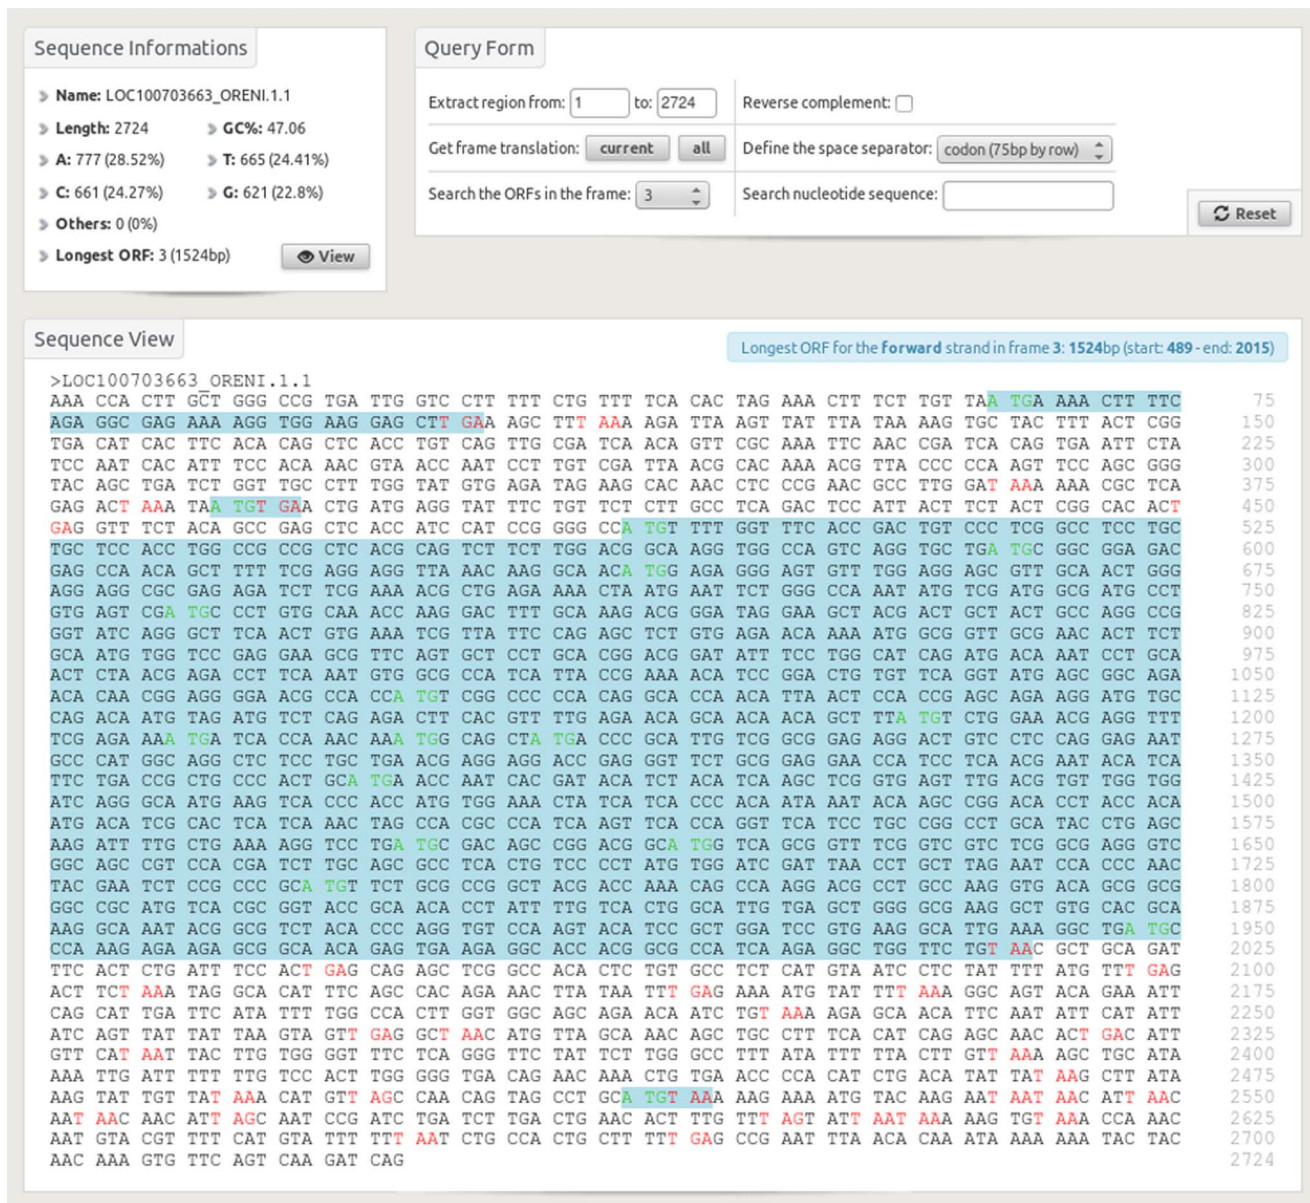 Sequence Informations
Name: LOC100703663_ORENI.1.1
Length: 2724 GC%: 47.06
A: 777 (28.52%) T: 665 (24.41%)
C: 661 (24.27%) G: 621 (22.8%)
Others: 0 (0%)
Longest ORF: 3 (1524bp) View
Query Form
Extract region from: 1 to: 2724 Reverse complement:
Get frame translation: current all Define the space separator: codon (75bp by row)
Search the ORFs in the frame: 3 Search nucleotide sequence:
Reset
Sequence View
Longest ORF for the forward strand in frame 3: 1524bp (start: 489 - end: 2015)
>LOC100703663_ORENI.1.1
AAA CCA CTT GCT GGG CCG TGA TTG GTC CTT TTT CTG TTT TCA CAC TAG AAA CTT TCT TGT TAA TGA AAA CTT TTC 75
AGA GGC GAG AAA AGG TGG AAG GAG CTT TGA AAG CTT TAA AAG ATT AAG TTA TTT ATA AAA GTG CTA CTT TAC TCG G 150
TGA CAT CAC TTC ACA CAG CTC ACC TGT CAG TTG CGA TCA ACA GTT CGC AAA TTC AAC CGA TCA CAG TGA ATT CTA 225
TCC AAT CAC ATT TCC ACA AAC GTA ACC AAT CCT TGT CGA TTA ACG CAC AAA ACG TTA CCC CCA AGT TCC AGC GGG 300
TAC AGC TGA TCT GGT TGC CTT TGG TAT GTG AGA TAG AAG CAC AAC CTC CCG AAC GCC TTG GAT AAA AAA CGC TCA 375
GAG ACT AAA TAA TGT GAA CTG ATG AGG TAT TTC TGT TCT CTT GCC TCA GAC TCC ATT ACT TCT ACT CGG CAC ACT 450
GAG GTT TCT ACA GCC GAG CTC ACC ATC CAT CCG GGG CCA TGT TTT GGT TTC ACC GAC TGT CCC CTC GCC TCC TGC 525
TGC TCC ACC TGG CCG CCG CTC ACG CAG TCT TCT TGG ACG GCA AGG TGG CCA GTC AGG TGC TGA TGC GGC GGA GAC 600
GAG CCA ACA GCT TTT TCG AGG AGG TTA AAC AAG GCA ACA TGG AGA GGG AGT GTT TGG AGG AGC GTT GCA ACT GGG 675
AGG AGG CGC GAG AGA TCT TCG AAA ACG CTG AGA AAA CTA ATG AAT TCT GGG CCA AAT ATG TCG ATG GCG ATG CCT 750
GTG AGT CGA TGC CCT GTG CAA ACC AAG GAC TTT GCA AAG ACG GGA TAG GAA GCT ACG ACT GCT ACT GCC AGG CCG 825
GGT ATC AGG GCT TCA ACT GTG AAA TCG TTA TTC CAG AGC TCT GTG AGA ACA AAA ATG GCG GTT GCG AAC ACT TCT 900
GCA ATG TGG TCC GAG GAA GCG TTC AGT GCT CCT GCA CGG ACG GAT ATT TCC TGG CAT CAG ATG ACA AAT CCT GCA 975
ACT CTA ACG AGA CCT TCA AAT GTG GCG CCA TCA TTA CCG AAA ACA TCC GGA CTG TGT TCA GGT ATG AGC GGC AGA 1050
ACA CAA CGG AGG GGA ACG CCA CCA TGT CGG CCC CCA CAG GCA CCA ACA TTA ACT CCA CCG AGC AGA AGG ATG TGC 1125
CAG ACA ATG TAG ATG TCT CAG AGA CTT CAC GTT TTG AGA ACA GCA ACA ACA GCT TTA TGT CTG GAA ACG AGG TTT 1200
TCG AGA AAA TGA TCA CCA AAC AAA TGG CAG CTA TGA CCC GCA TTG TCG GCG GAG AGG ACT GTC CTC CAG GAG AAT 1275
GCC CAT GGC AGG CTC TCC TGC TGA ACG AGG AGG ACC GAG GGT TCT GCG GAG GAA CCA TCC TCA ACG AAT ACA TCA 1350
TTC TGA CCG CTG CCC ACT GCA TGA ACC AAT CAC GAT ACA TCT ACA TCA AGC TCG GTG AGT TTG ACG TGT TGG TGG 1425
ATC AGG GCA ATG AAG TCA CCC ACC ATG TGG AAA CTA TCA TCA CCC ACA ATA AAT ACA AGC CGG ACA CCT ACC ACA 1500
ATG ACA TCG CAC TCA TCA AAC TAG CCA CGC CCA TCA AGT TCA CCA GGT TCA TCC TGC CGG CCT GCA TAC CTG AGC 1575
AAG ATT TTG CTG AAA AGG TCC TGA TGC GAC AGC CGG ACG GCA TGG TCA GCG GTT TCG GTC GTC TCG GCG AGG GTC 1650
GGC AGC CGT CCA CGA TCT TGC AGC GCC TCA CTG TCC CCT ATG TGG ATC GAT TAA CCT GCT TAG AAT CCA CCC AAC 1725
TAC GAA TCT CCG CCC GCA TGT TCT GCG CCG GCT ACG ACC AAA CAG CCA AGG ACG CCT GCC AAG GTG ACA GCG GCG 1800
GGC CGC ATG TCA CGC GGT ACC GCA ACA CCT ATT TTG TCA CTG GCA TTG TGA GCT GGG GCG AAG GCT GTG CAC GCA 1875
AAG GCA AAT ACG GCG TCT ACA CCC AGG TGT CCA AGT ACA TCC GCT GGA TCC GTG AAG GCA TTG AAA GGC TGA TGC 1950
CCA AAG AGA AGA GCG GCA ACA GAG TGA AGA GGC ACC ACG GCG CCA TCA AGA GGC TGG TTC TGT AAC GCT GCA GAT 2025
TTC ACT CTG ATT TCC ACT GAG CAG AGC TCG GCC ACA CTC TGT GCC TCT CAT GTA ATC CTC TAT TTT ATG TTT GAG 2100
ACT TCT AAA TAG GCA CAT TTC AGC CAC AGA AAC TTA TAA TTT GAG AAA ATG TAT TTT AAA GGC AGT ACA GAA ATT 2175
CAG CAT TGA TTC ATA TTT TGG CCA CTT GGT GGC AGC AGA ACA ATC TGT AAA AGA GCA ACA TTC AAT ATT CAT ATT 2250
ATC AGT TAT TAT TAA GTA GTT GAG GCT AAC ATG TTA GCA AAC AGC TGC CCT TCA CAT CAG AGC AAC ACT GAC ATT 2325
GTT CAT AAT TAC TTG TGG GGT TTC TCA GGG TTC TAT TCT TGG GCC TTT ATA TTT TTA CTT GTT AAA AGC TGC ATA 2400
AAA TTG ATT TTT TTG TCC ACT TGG GGG TGA CAG AAC AAA CTG TGA ACC CCA CAT CTG ACA TAT TAT AAG CTT ATA 2475
AAG TAT TGT TAT AAA CAT GTT AGC CAA CAG TAG CCT GCA TGT AAA AAG AAA ATG TAC AAG AAT AAT AAC ATT AAC 2550
AAT AAC AAC ATT AGC AAT CCG ATC TGA TCT TGA CTG AAC ACT TTG TTT AGT ATT AAT AAA AAG TGT AAA CCA AAC 2625
AAT GTA CGT TTT CAT GTA TTT TTT AAT CTG CCA CTG CTT TTT GAG CCG AAT TTA ACA CAA ATA AAA AAA TAC TAC 2700
AAC AAA GTG TTC AGT CAA GAT CAG 2724